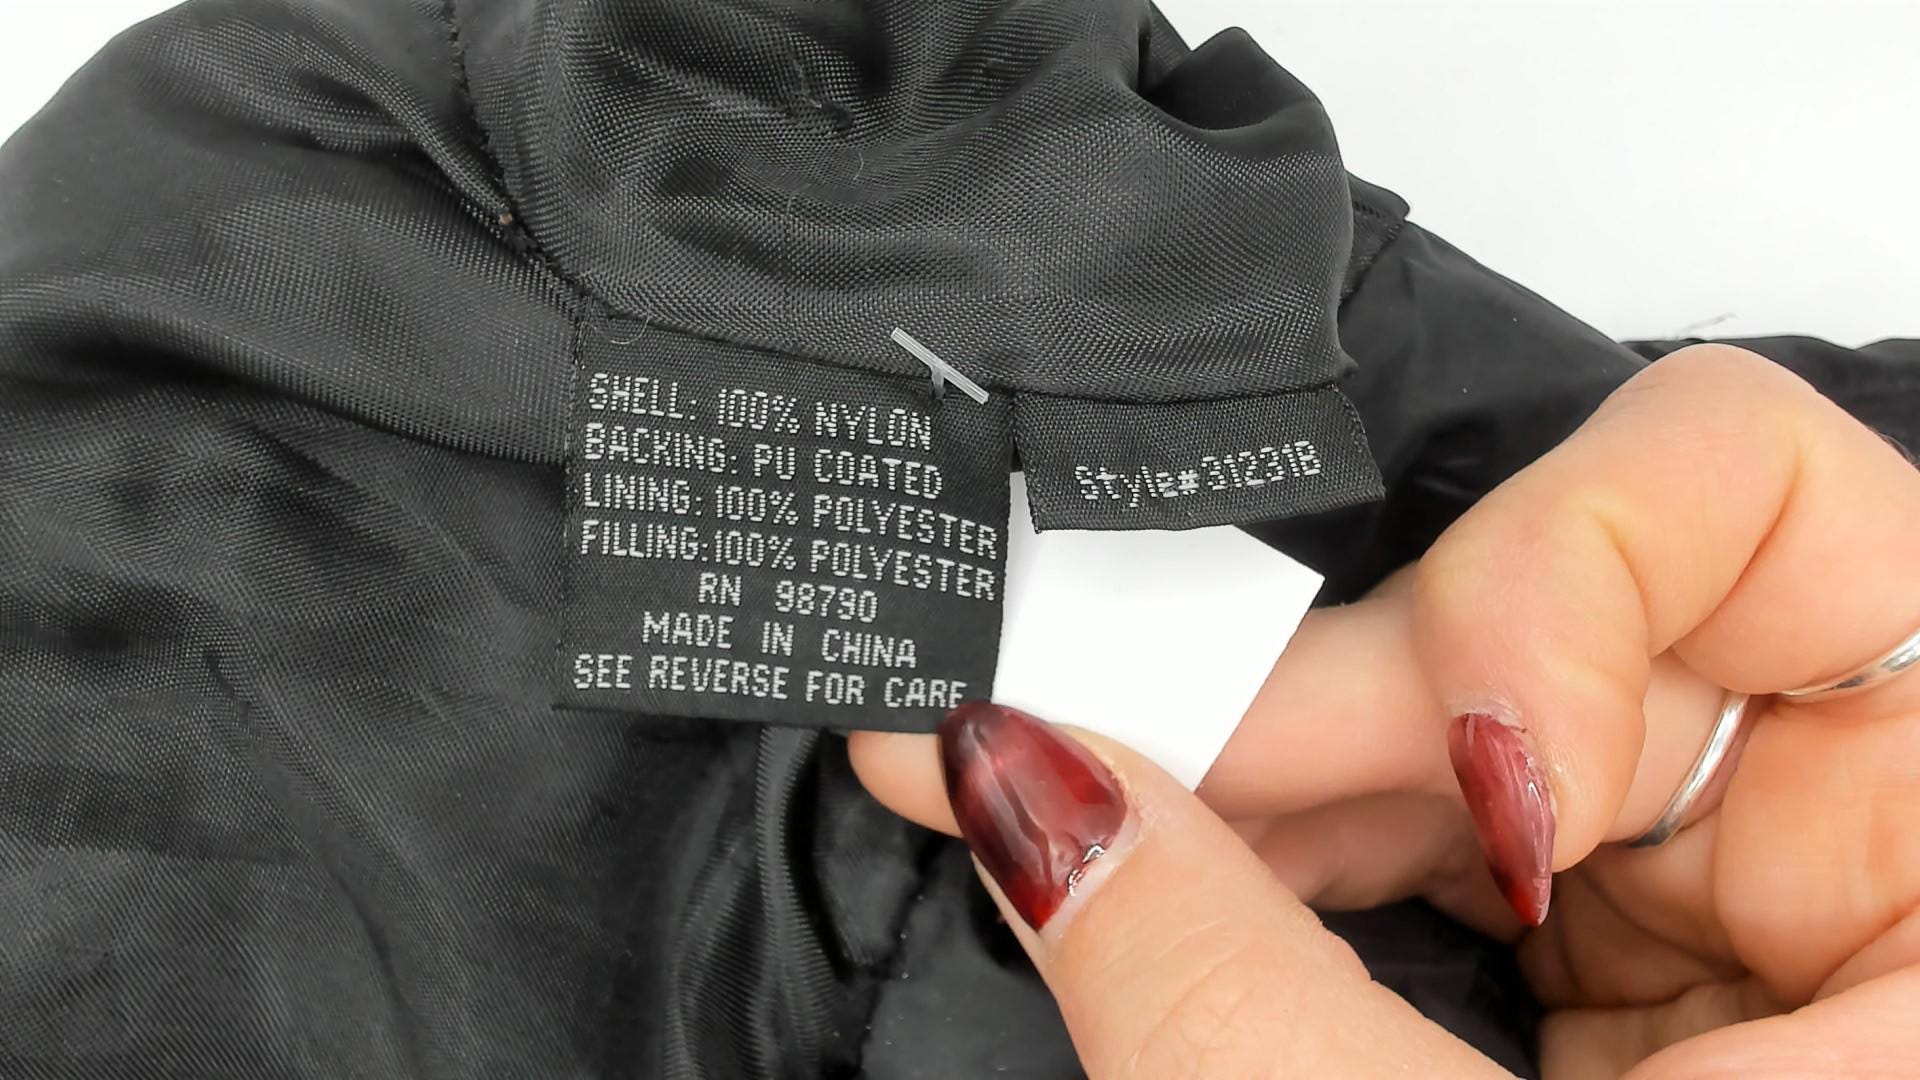 SHELL: 100% NYLON
BACKING: PU COATED
LINING: 100% POLYESTER
FILLING: 100% POLYESTER
RN 98790
MADE IN CHINA
SEE REVERSE FOR CARE
Style#31231B